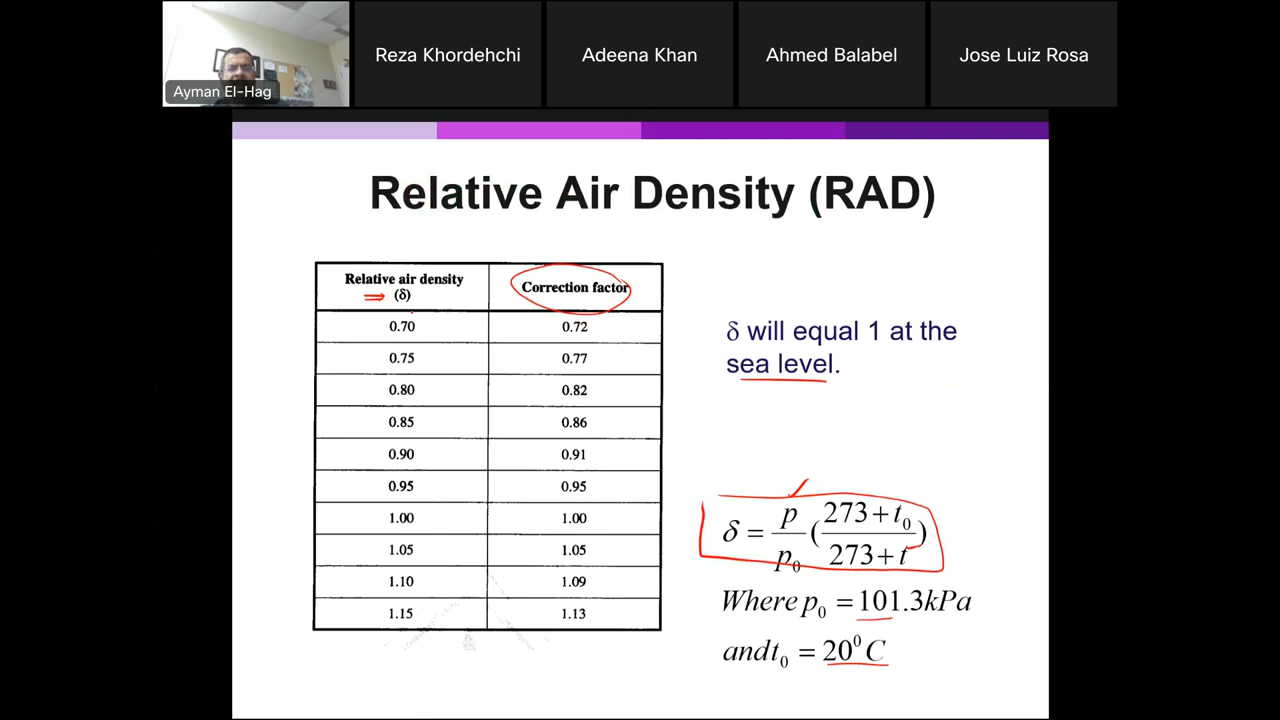 Ayman El-Hag
Reza Khordehchi
Adeena Khan
Ahmed Balabel
Jose Luiz Rosa
Relative Air Density (RAD)
Relative air density (δ) Correction factor
0.70 0.72
0.75 0.77
0.80 0.82
0.85 0.86
0.90 0.91
0.95 0.95
1.00 1.00
1.05 1.05
1.10 1.09
1.15 1.13
δ will equal 1 at the
sea level.
δ = p/p₀ (273 + t₀ / 273 + t)
Where p₀ = 101.3kPa
andt₀ = 20⁰ C